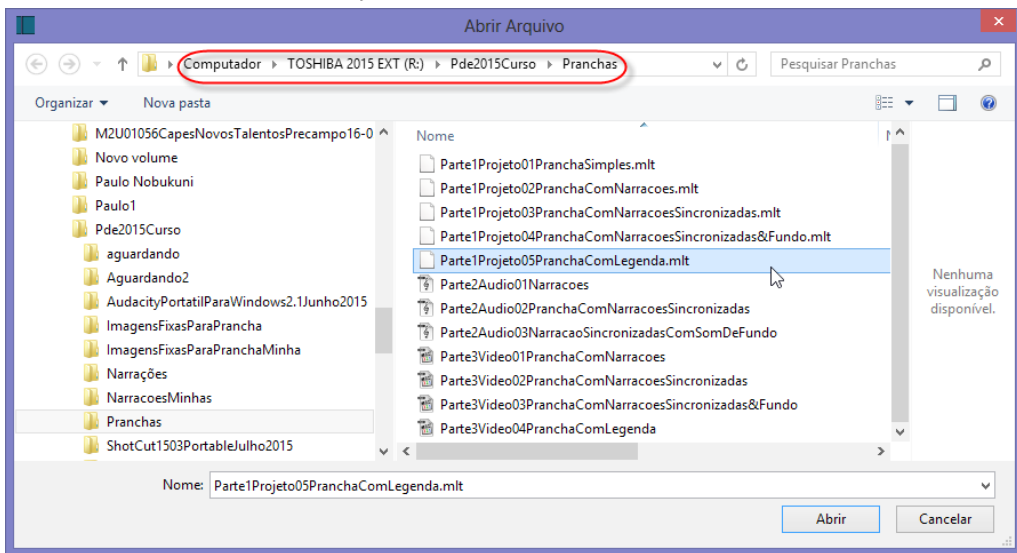 Abrir Arquivo
Computador TOSHIBA 2015 EXT (R:) Pde2015Curso Pranchas
Pesquisar Pranchas
Organizar Nova pasta
M2U01056CapesNovosTalentosPrecampo16-0
Novo volume
Paulo Nobukuni
Paulo1
Pde2015Curso
aguardando
Aguardando2
AudacityPortatilParaWindows2.1Junho2015
ImagensFixasParaPrancha
ImagensFixasParaPranchaMinha
Narrações
NarracoesMinhas
Pranchas
ShotCut1503PortableJulho2015
Nome
Parte1Projeto01PranchaSimples.mlt
Parte1Projeto02PranchaComNarracoes.mlt
Parte1Projeto03PranchaComNarracoesSincronizadas.mlt
Parte1Projeto04PranchaComNarracoesSincronizadas&Fundo.mlt
Parte1Projeto05PranchaComLegenda.mlt
Parte2Audio01Narracoes
Parte2Audio02PranchaComNarracoesSincronizadas
Parte2Audio03NarracaoSincronizadasComSomDeFundo
Parte3Video01PranchaComNarracoes
Parte3Video02PranchaComNarracoesSincronizadas
Parte3Video03PranchaComNarracoesSincronizadas&Fundo
Parte3Video04PranchaComLegenda
Nenhuma
visualização
disponível.
Nome: Parte1Projeto05PranchaComLegenda.mlt
Abrir Cancelar